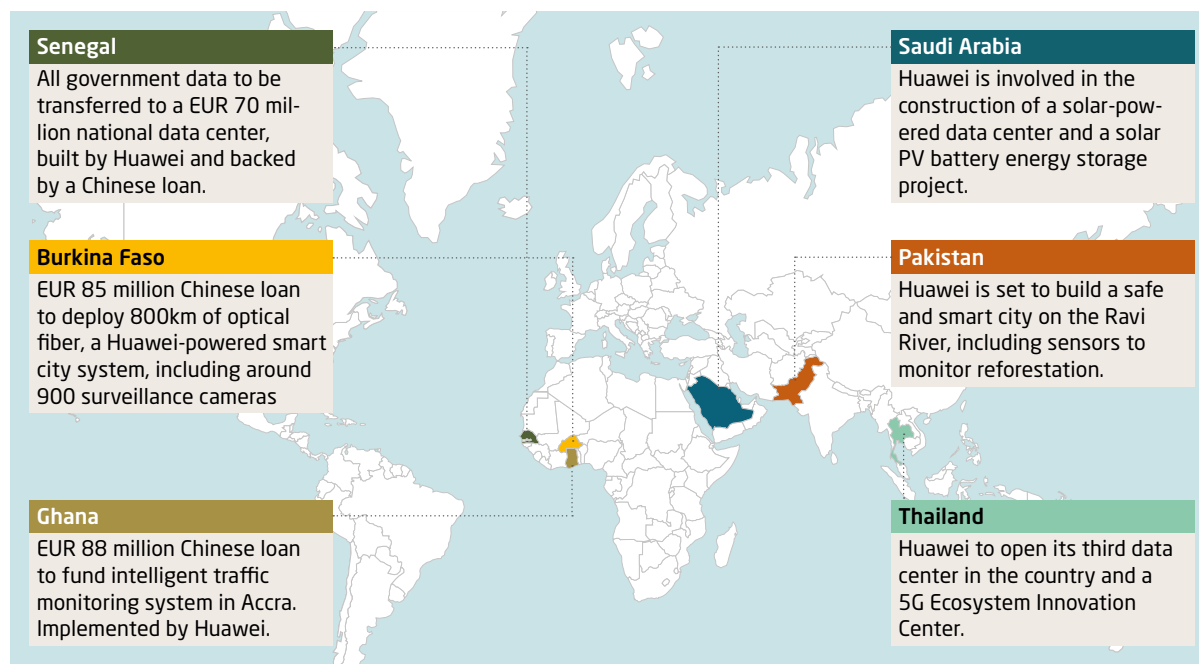 Senegal
All government data to be
transferred to a EUR 70 mil-
lion national data center,
built by Huawei and backed
by a Chinese loan.
Burkina Faso
EUR 85 million Chinese loan
to deploy 800km of optical
fiber, a Huawei-powered smart
city system, including around
900 surveillance cameras
Ghana
EUR 88 million Chinese loan
to fund intelligent traffic
monitoring system in Accra.
Implemented by Huawei.
Saudi Arabia
Huawei is involved in the
construction of a solar-pow-
ered data center and a solar
PV battery energy storage
project.
Pakistan
Huawei is set to build a safe
and smart city on the Ravi
River, including sensors to
monitor reforestation.
Thailand
Huawei to open its third data
center in the country and a
5G Ecosystem Innovation
Center.